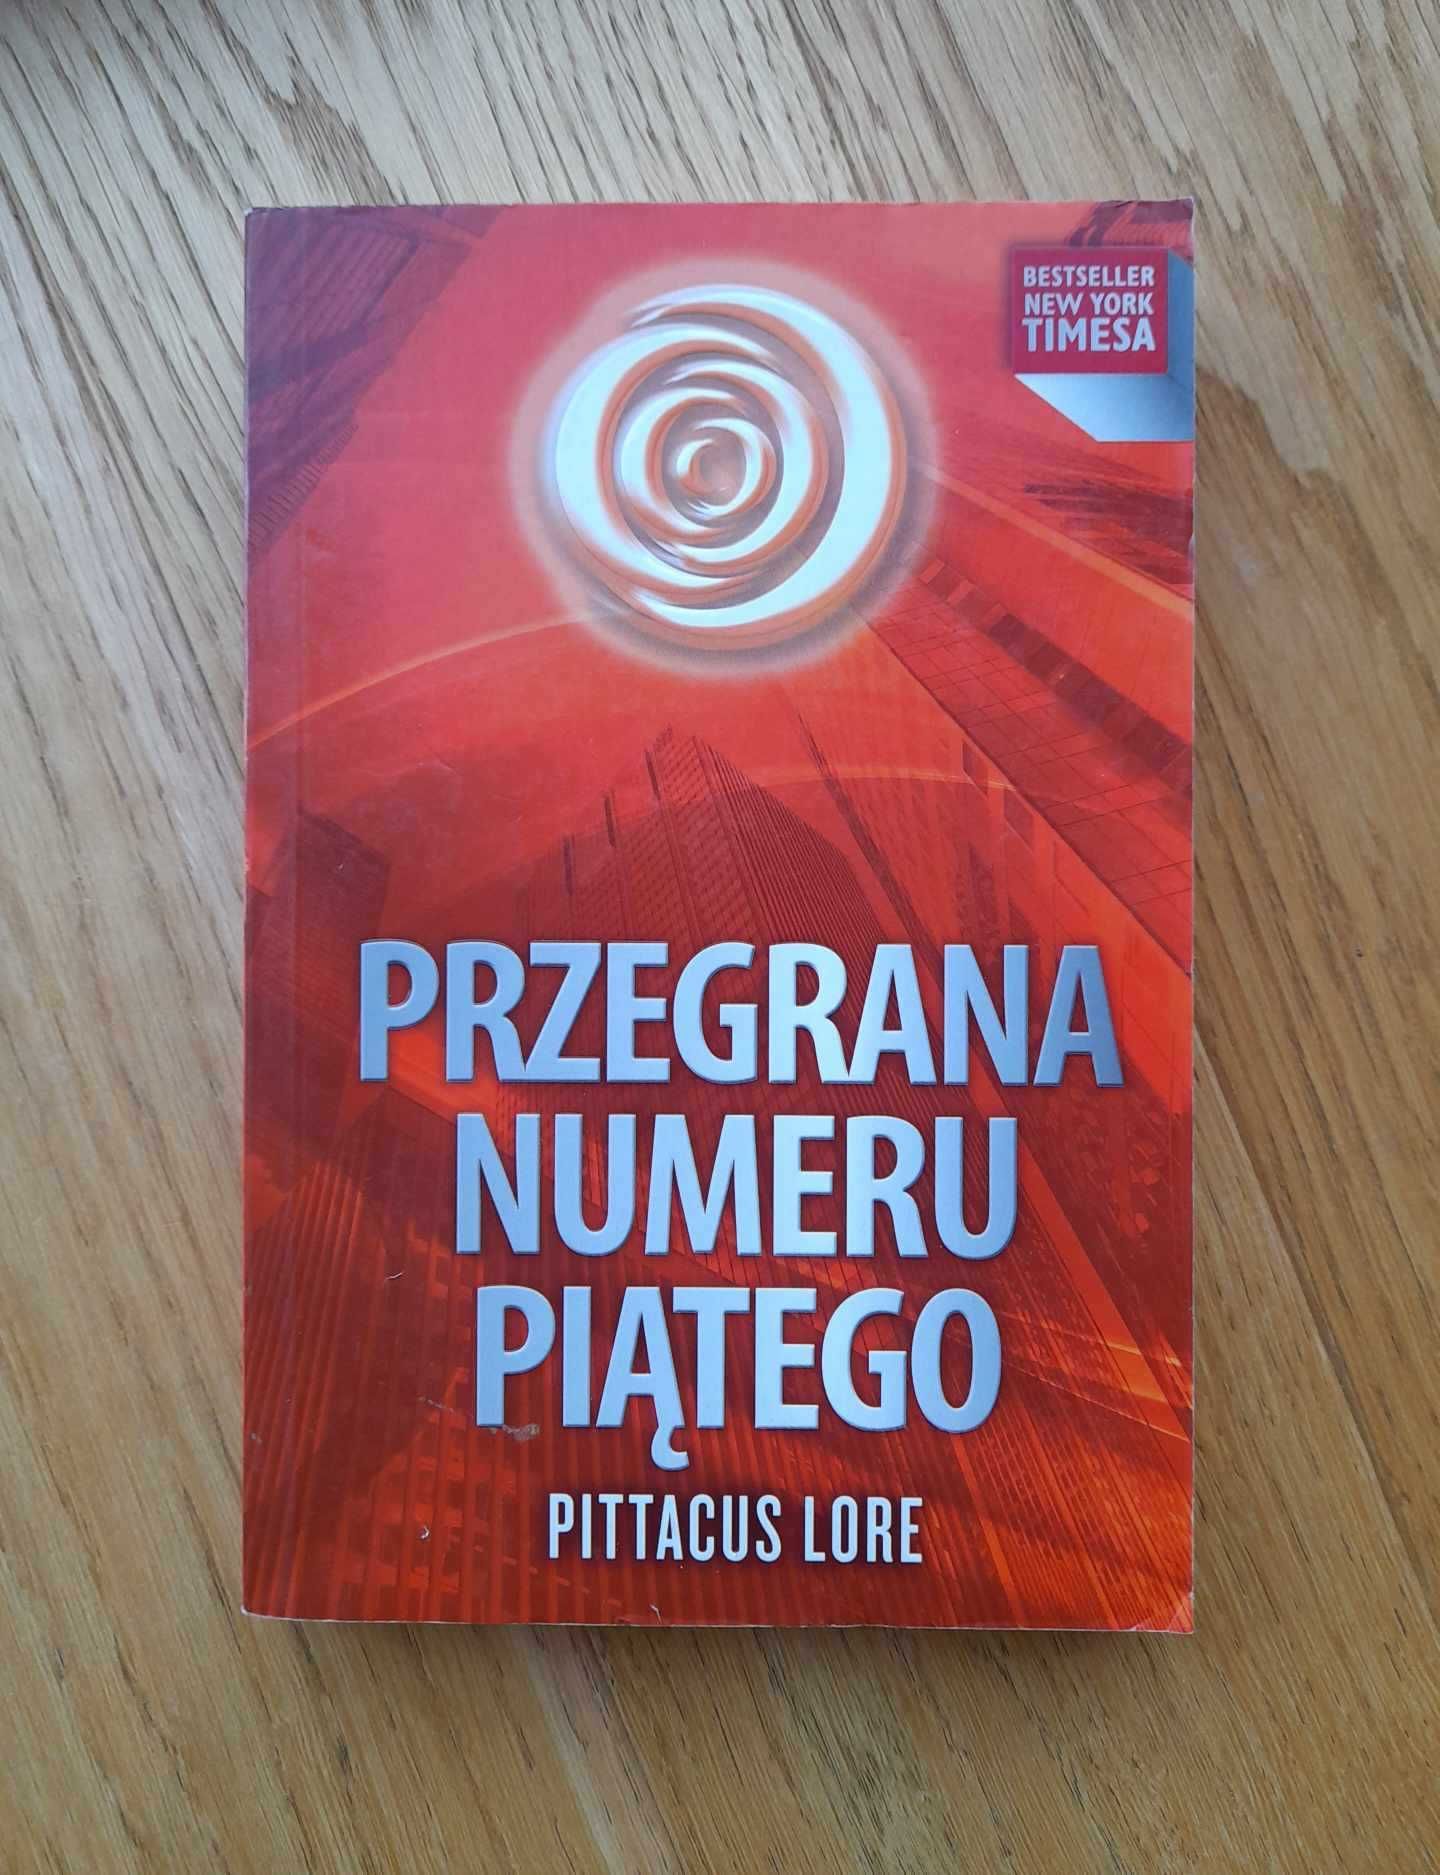 BESTSELLER
NEW YORK
TIMESA
PRZEGRANA
NUMERU
PIĄTEGO
PITTACUS LORE